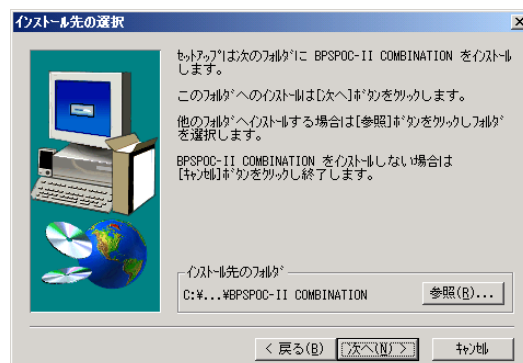 インストール先の選択
ｾｯﾄｱｯﾌﾟは次のﾌｫﾙﾀﾞに BPSPOC-II COMBINATION をｲﾝｽﾄｰﾙ
します。
このﾌｫﾙﾀﾞへのｲﾝｽﾄｰﾙは[次へ]ﾎﾞﾀﾝをｸﾘｯｸします。
他のﾌｫﾙﾀﾞへｲﾝｽﾄｰﾙする場合は[参照]ﾎﾞﾀﾝをｸﾘｯｸしﾌｫﾙﾀﾞ
を選択します。
BPSPOC-II COMBINATION をｲﾝｽﾄｰﾙしない場合は
[ｷｬﾝｾﾙ]ﾎﾞﾀﾝをｸﾘｯｸし終了します。
ｲﾝｽﾄｰﾙ先のﾌｫﾙﾀﾞ
C:¥...¥BPSPOC-II COMBINATION
参照(R)...
< 戻る(B)
次へ(N) >
ｷｬﾝｾﾙ